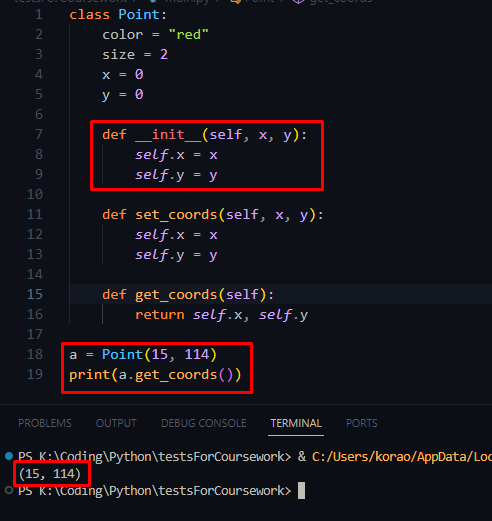 testsForCoursework > main.py > Point > get_coords
1 class Point:
2     color = "red"
3     size = 2
4     x = 0
5     y = 0
6
7     def __init__(self, x, y):
8         self.x = x
9         self.y = y
10
11     def set_coords(self, x, y):
12         self.x = x
13         self.y = y
14
15     def get_coords(self):
16         return self.x, self.y
17
18 a = Point(15, 114)
19 print(a.get_coords())
PROBLEMS OUTPUT DEBUG CONSOLE TERMINAL PORTS
PS K:\Coding\Python\testsForCoursework> & C:/Users/korao/AppData/Loc
(15, 114)
PS K:\Coding\Python\testsForCoursework>